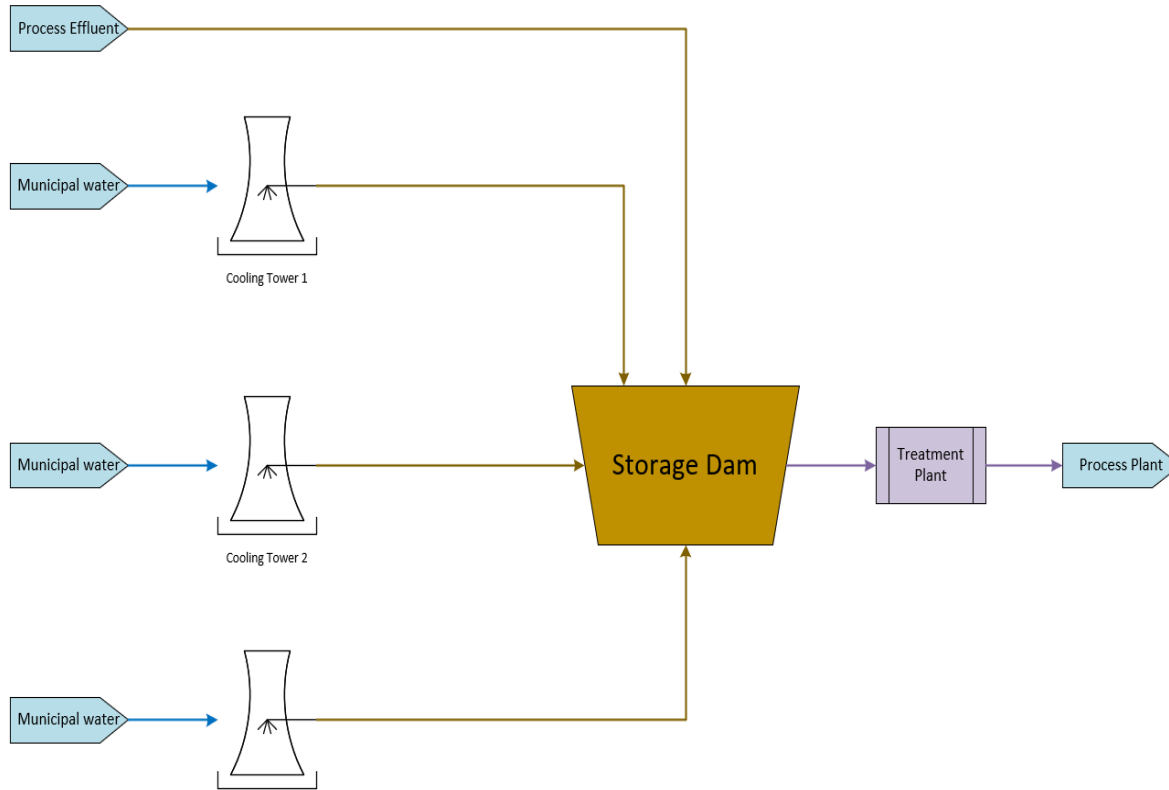 Process Effluent
Municipal water
Cooling Tower 1
Municipal water
Cooling Tower 2
Storage Dam
Treatment
Plant
Process Plant
Municipal water